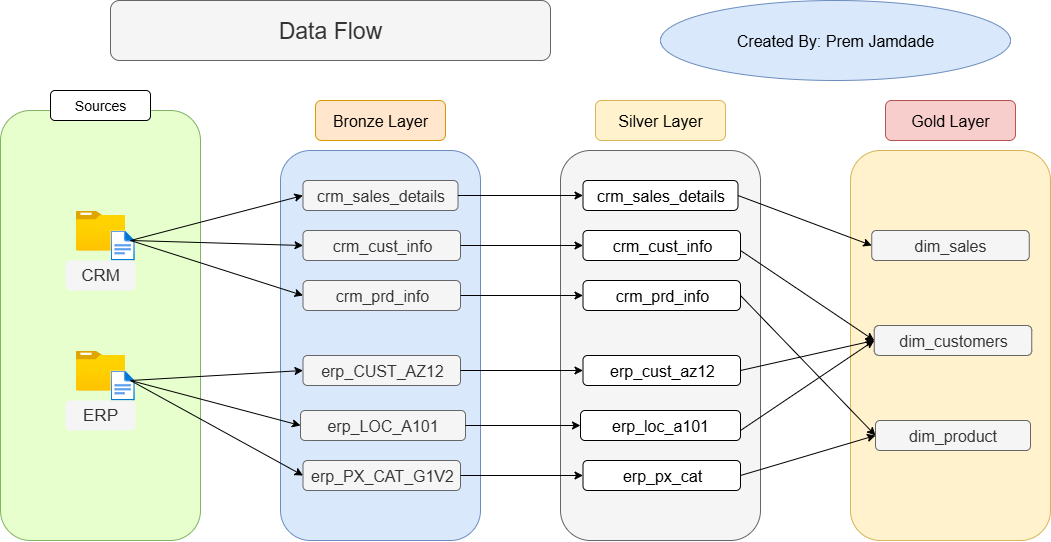 Data Flow
Created By: Prem Jamdade
Sources
Bronze Layer
Silver Layer
Gold Layer
CRM
ERP
crm_sales_details
crm_cust_info
crm_prd_info
erp_CUST_AZ12
erp_LOC_A101
erp_PX_CAT_G1V2
crm_sales_details
crm_cust_info
crm_prd_info
erp_cust_az12
erp_loc_a101
erp_px_cat
dim_sales
dim_customers
dim_product